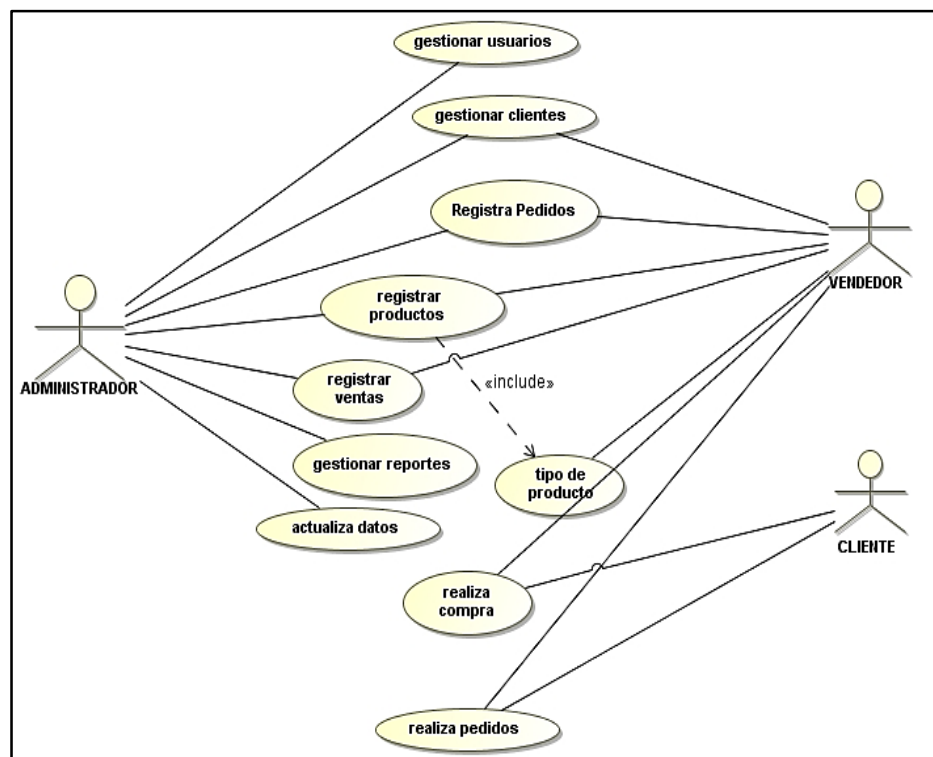 gestionar usuarios
gestionar clientes
Registra Pedidos
VENDEDOR
registrar
productos
ADMINISTRADOR
registrar
ventas
«include»
gestionar reportes
tipo de
producto
actualiza datos
CLIENTE
realiza
compra
realiza pedidos